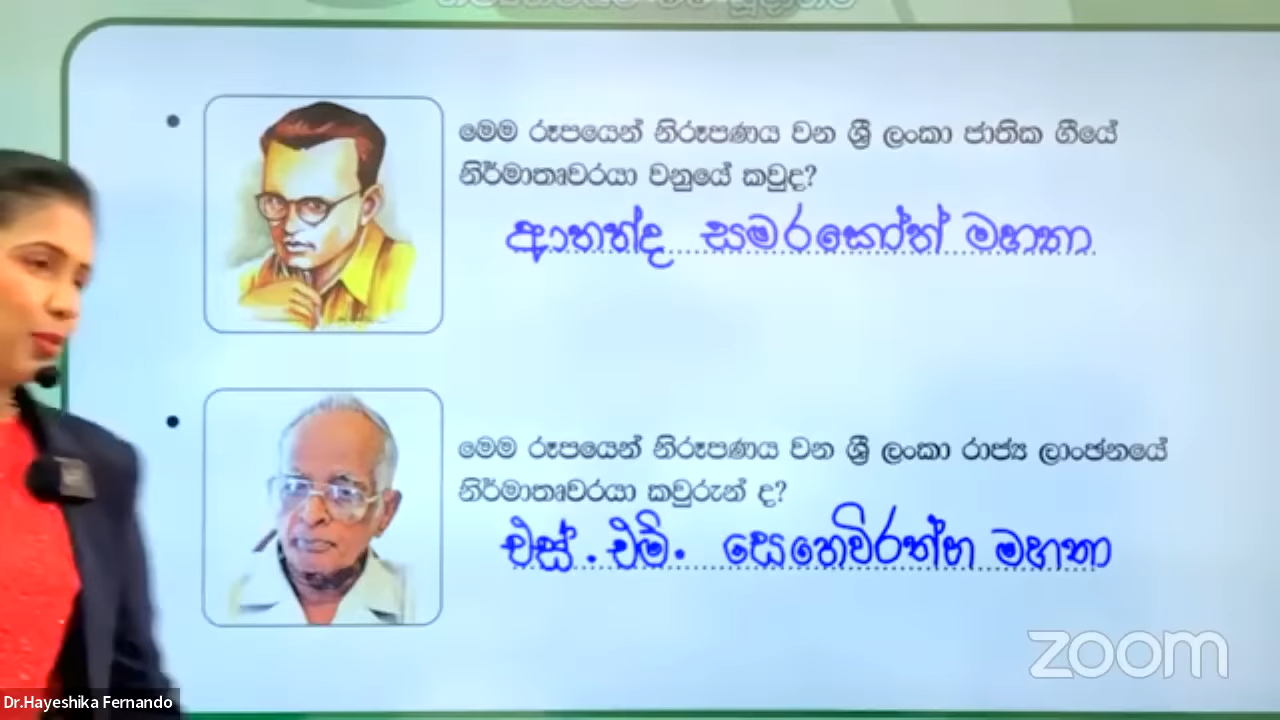 මෙම රූපයෙන් නිරූපණය වන ශ්‍රී ලංකා ජාතික ගීයේ
නිර්මාතෘවරයා වනුයේ කවුද?
ආනන්ද සමරකෝන් මහතා
මෙම රූපයෙන් නිරූපණය වන ශ්‍රී ලංකා රාජ්‍ය ලාංඡනයේ
නිර්මාතෘවරයා කවුරුන් ද?
එස්. එම්. සෙනෙවිරත්න මහතා
zoom
Dr.Hayeshika Fernando